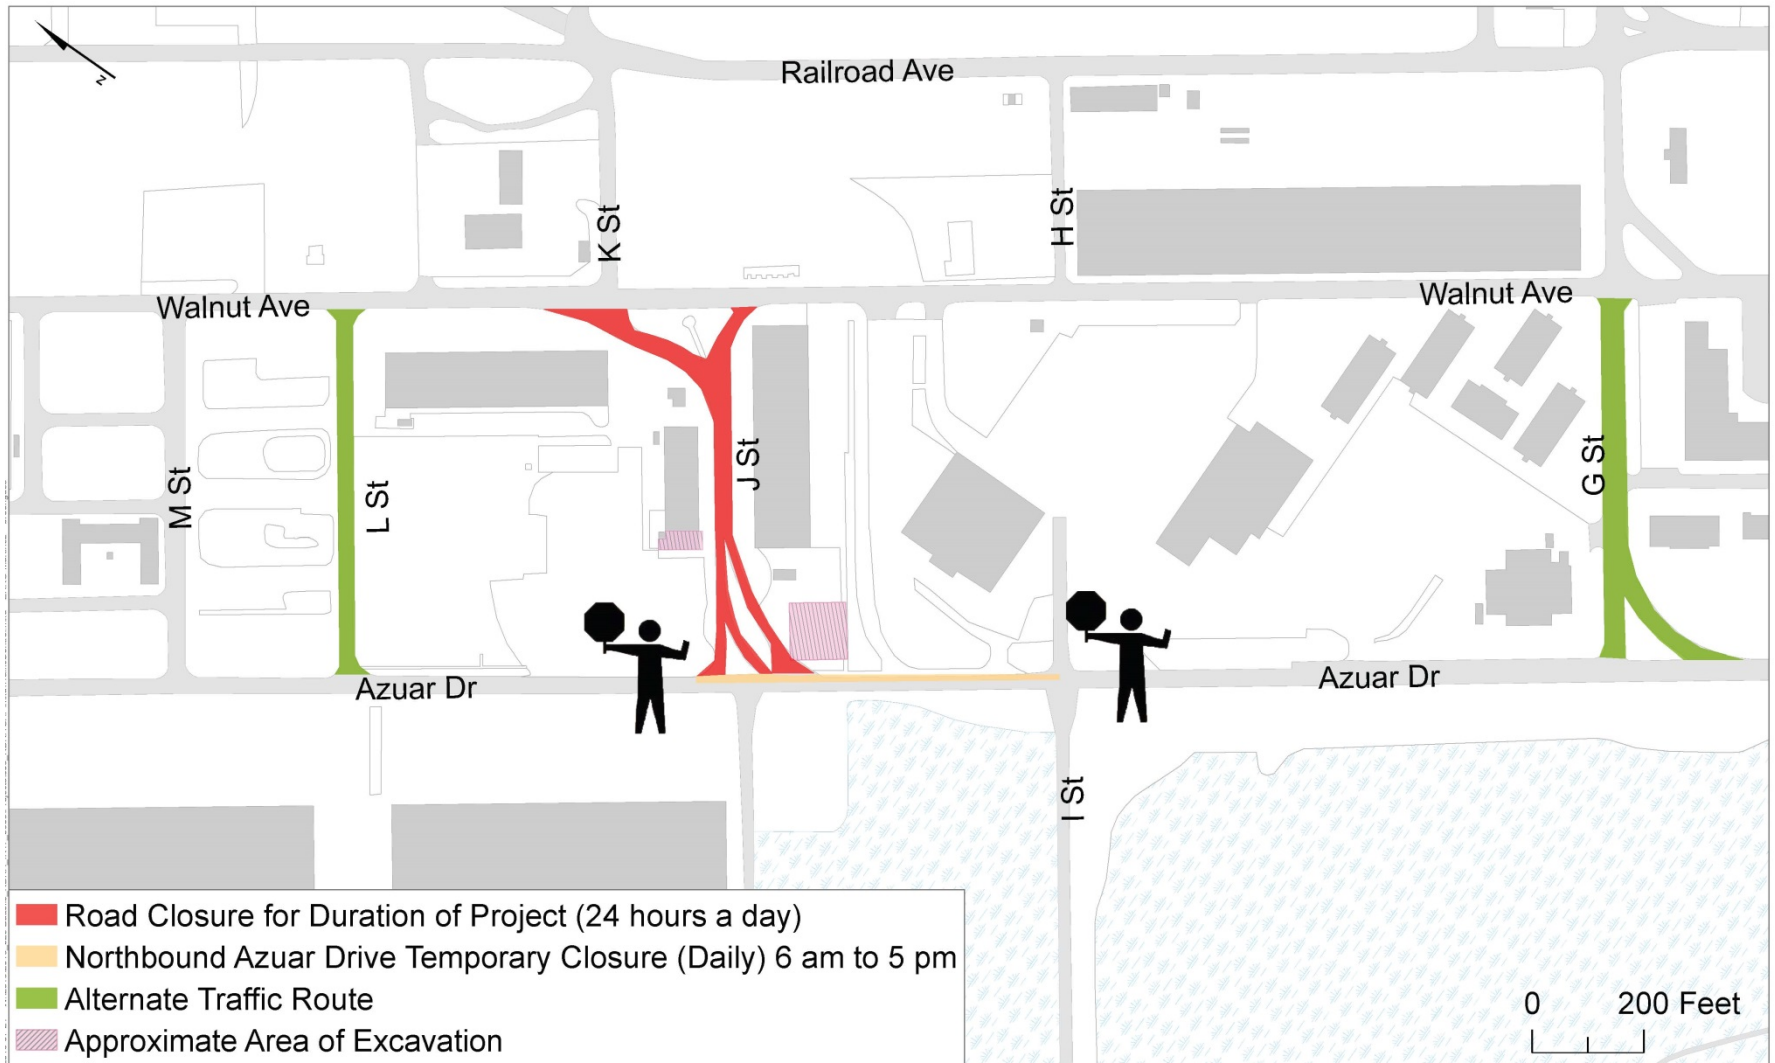 N
Railroad Ave
K St
H St
Walnut Ave
Walnut Ave
M St
L St
J St
G St
Azuar Dr
Azuar Dr
I St
Road Closure for Duration of Project (24 hours a day)
Northbound Azuar Drive Temporary Closure (Daily) 6 am to 5 pm
Alternate Traffic Route
Approximate Area of Excavation
0 200 Feet